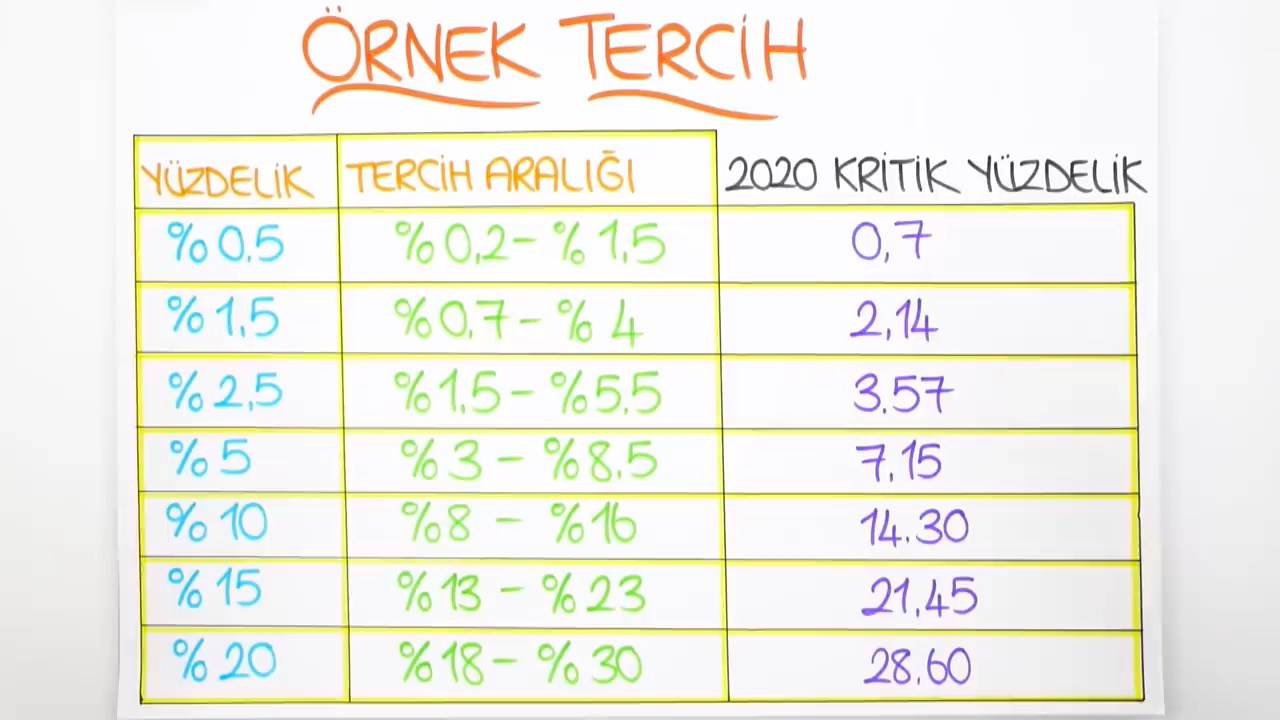 ÖRNEK TERCİH
YÜZDELİK TERCİH ARALIĞI 2020 KRİTİK YÜZDELİK
%0,5 %0,2-%1,5 0,7
%1,5 %0,7-%4 2,14
%2,5 %1,5-%5,5 3.57
%5 %3-%8.5 7,15
%10 %8-%16 14.30
%15 %13-%23 21,45
%20 %18-%30 28.60